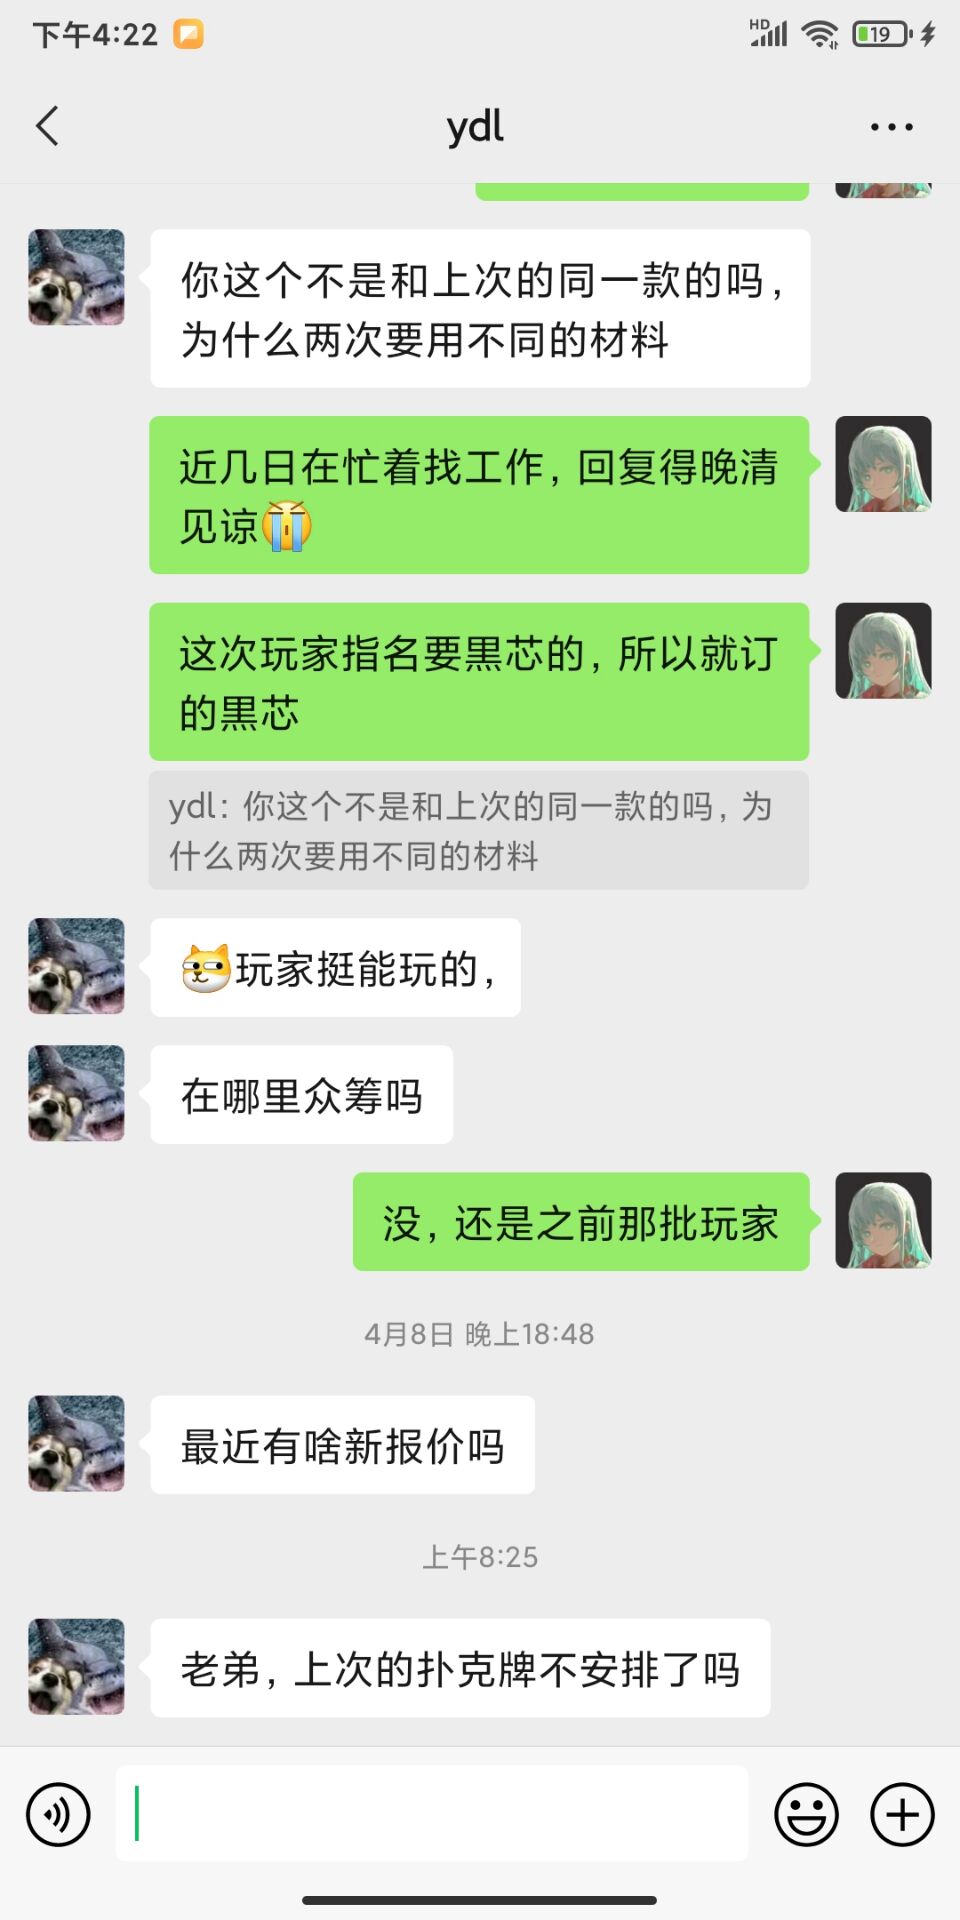 下午4:22
HD
19
ydl
你这个不是和上次的同一款的吗，
为什么两次要用不同的材料
近几日在忙着找工作，回复得晚清
见谅
这次玩家指名要黒芯的，所以就订
的黒芯
ydl：你这个不是和上次的同一款的吗，为
什么两次要用不同的材料
玩家挺能玩的，
在哪里众筹吗
没，还是之前那批玩家
4月8日 晚上18:48
最近有啥新报价吗
上午8:25
老弟，上次的扑克牌不安排了吗